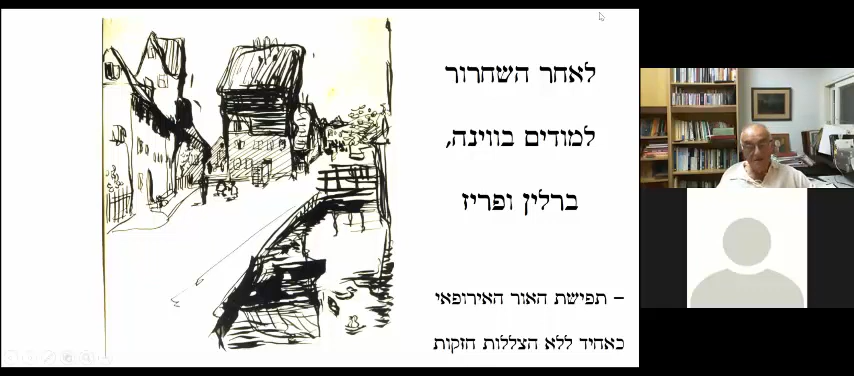 לאחר השחרור
למודים בווינה,
ברלין ופריז
– תפישת האור האירופאי
כאחיד ללא הצללות חזקות